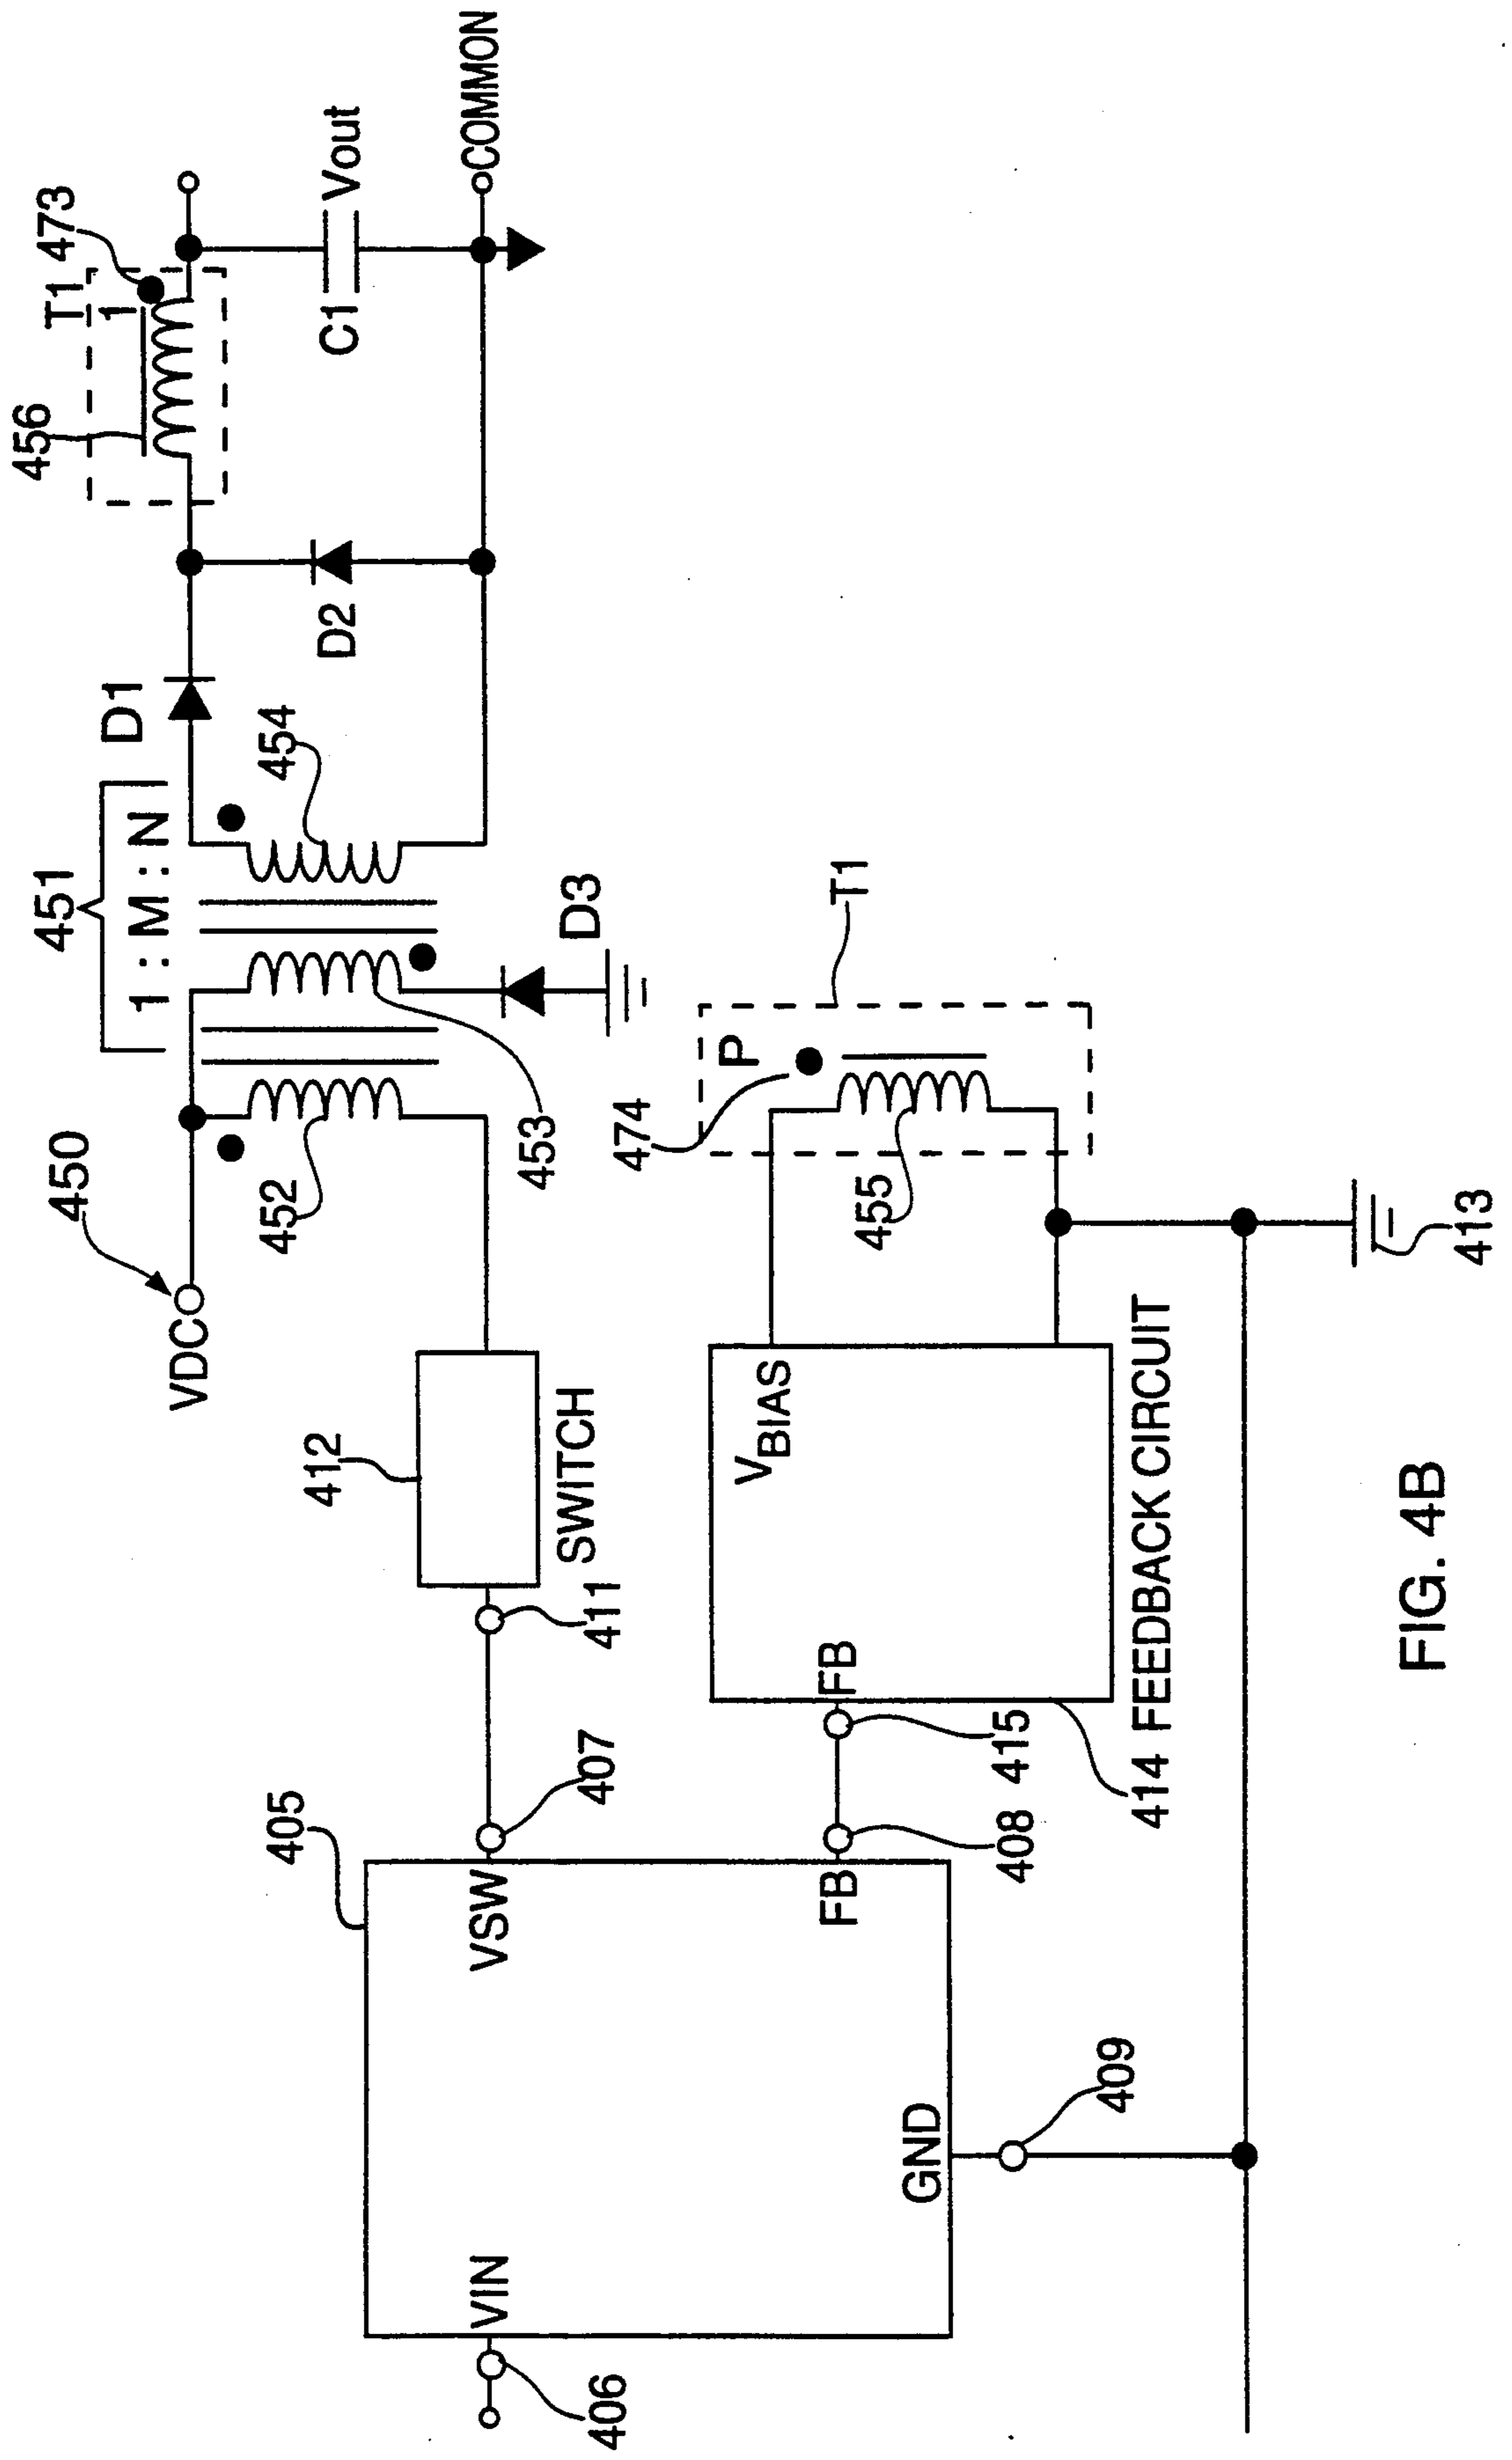 450
VDC
451
1 : M : N
D1
456
T1
1
473
452
453
454
D2
C1
Vout
COMMON
D3
412
SWITCH
411
405
407
VIN
VSW
406
FB
408
FB
415
VBIAS
474
P
T1
455
GND
409
414 FEEDBACK CIRCUIT
413
FIG. 4B